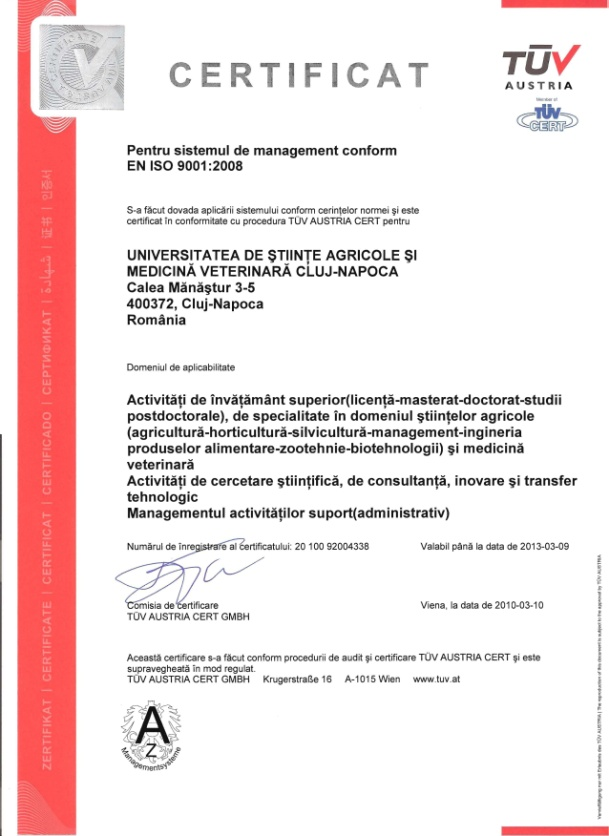 CERTIFICAT
TÜV
AUSTRIA
Member of
TÜV
CERT
Pentru sistemul de management conform
EN ISO 9001:2008
S-a făcut dovada aplicării sistemului conform cerințelor normei și este
certificat în conformitate cu procedura TÜV AUSTRIA CERT pentru
UNIVERSITATEA DE ȘTIINȚE AGRICOLE ȘI
MEDICINĂ VETERINARĂ CLUJ-NAPOCA
Calea Mănăștur 3-5
400372, Cluj-Napoca
România
Domeniul de aplicabilitate
Activități de învățământ superior(licență-masterat-doctorat-studii
postdoctorale), de specialitate în domeniul științelor agricole
(agricultură-horticultură-silvicultură-management-ingineria
produselor alimentare-zootehnie-biotehnologii) și medicină
veterinară
Activități de cercetare științifică, de consultanță, inovare și transfer
tehnologic
Managementul activităților suport(administrativ)
Numărul de înregistrare al certificatului: 20 100 92004338
Valabil până la data de 2013-03-09
Comisia de certificare
TÜV AUSTRIA CERT GMBH
Viena, la data de 2010-03-10
Această certificare s-a făcut conform procedurii de audit și certificare TÜV AUSTRIA CERT și este
supravegheată în mod regulat.
TÜV AUSTRIA CERT GMBH Krugerstraße 16 A-1015 Wien www.tuv.at
A
Z
Managementsysteme
ZERTIFIKAT | CERTIFICATE | CERTIFICAT | CERTIFICADO | СЕРТИФИКАТ | شهادة | 证书 | 인증서
Vervielfältigung nur mit Erlaubnis des TÜV AUSTRIA | The reproduction of this document is subject to the approval by TÜV AUSTRIA